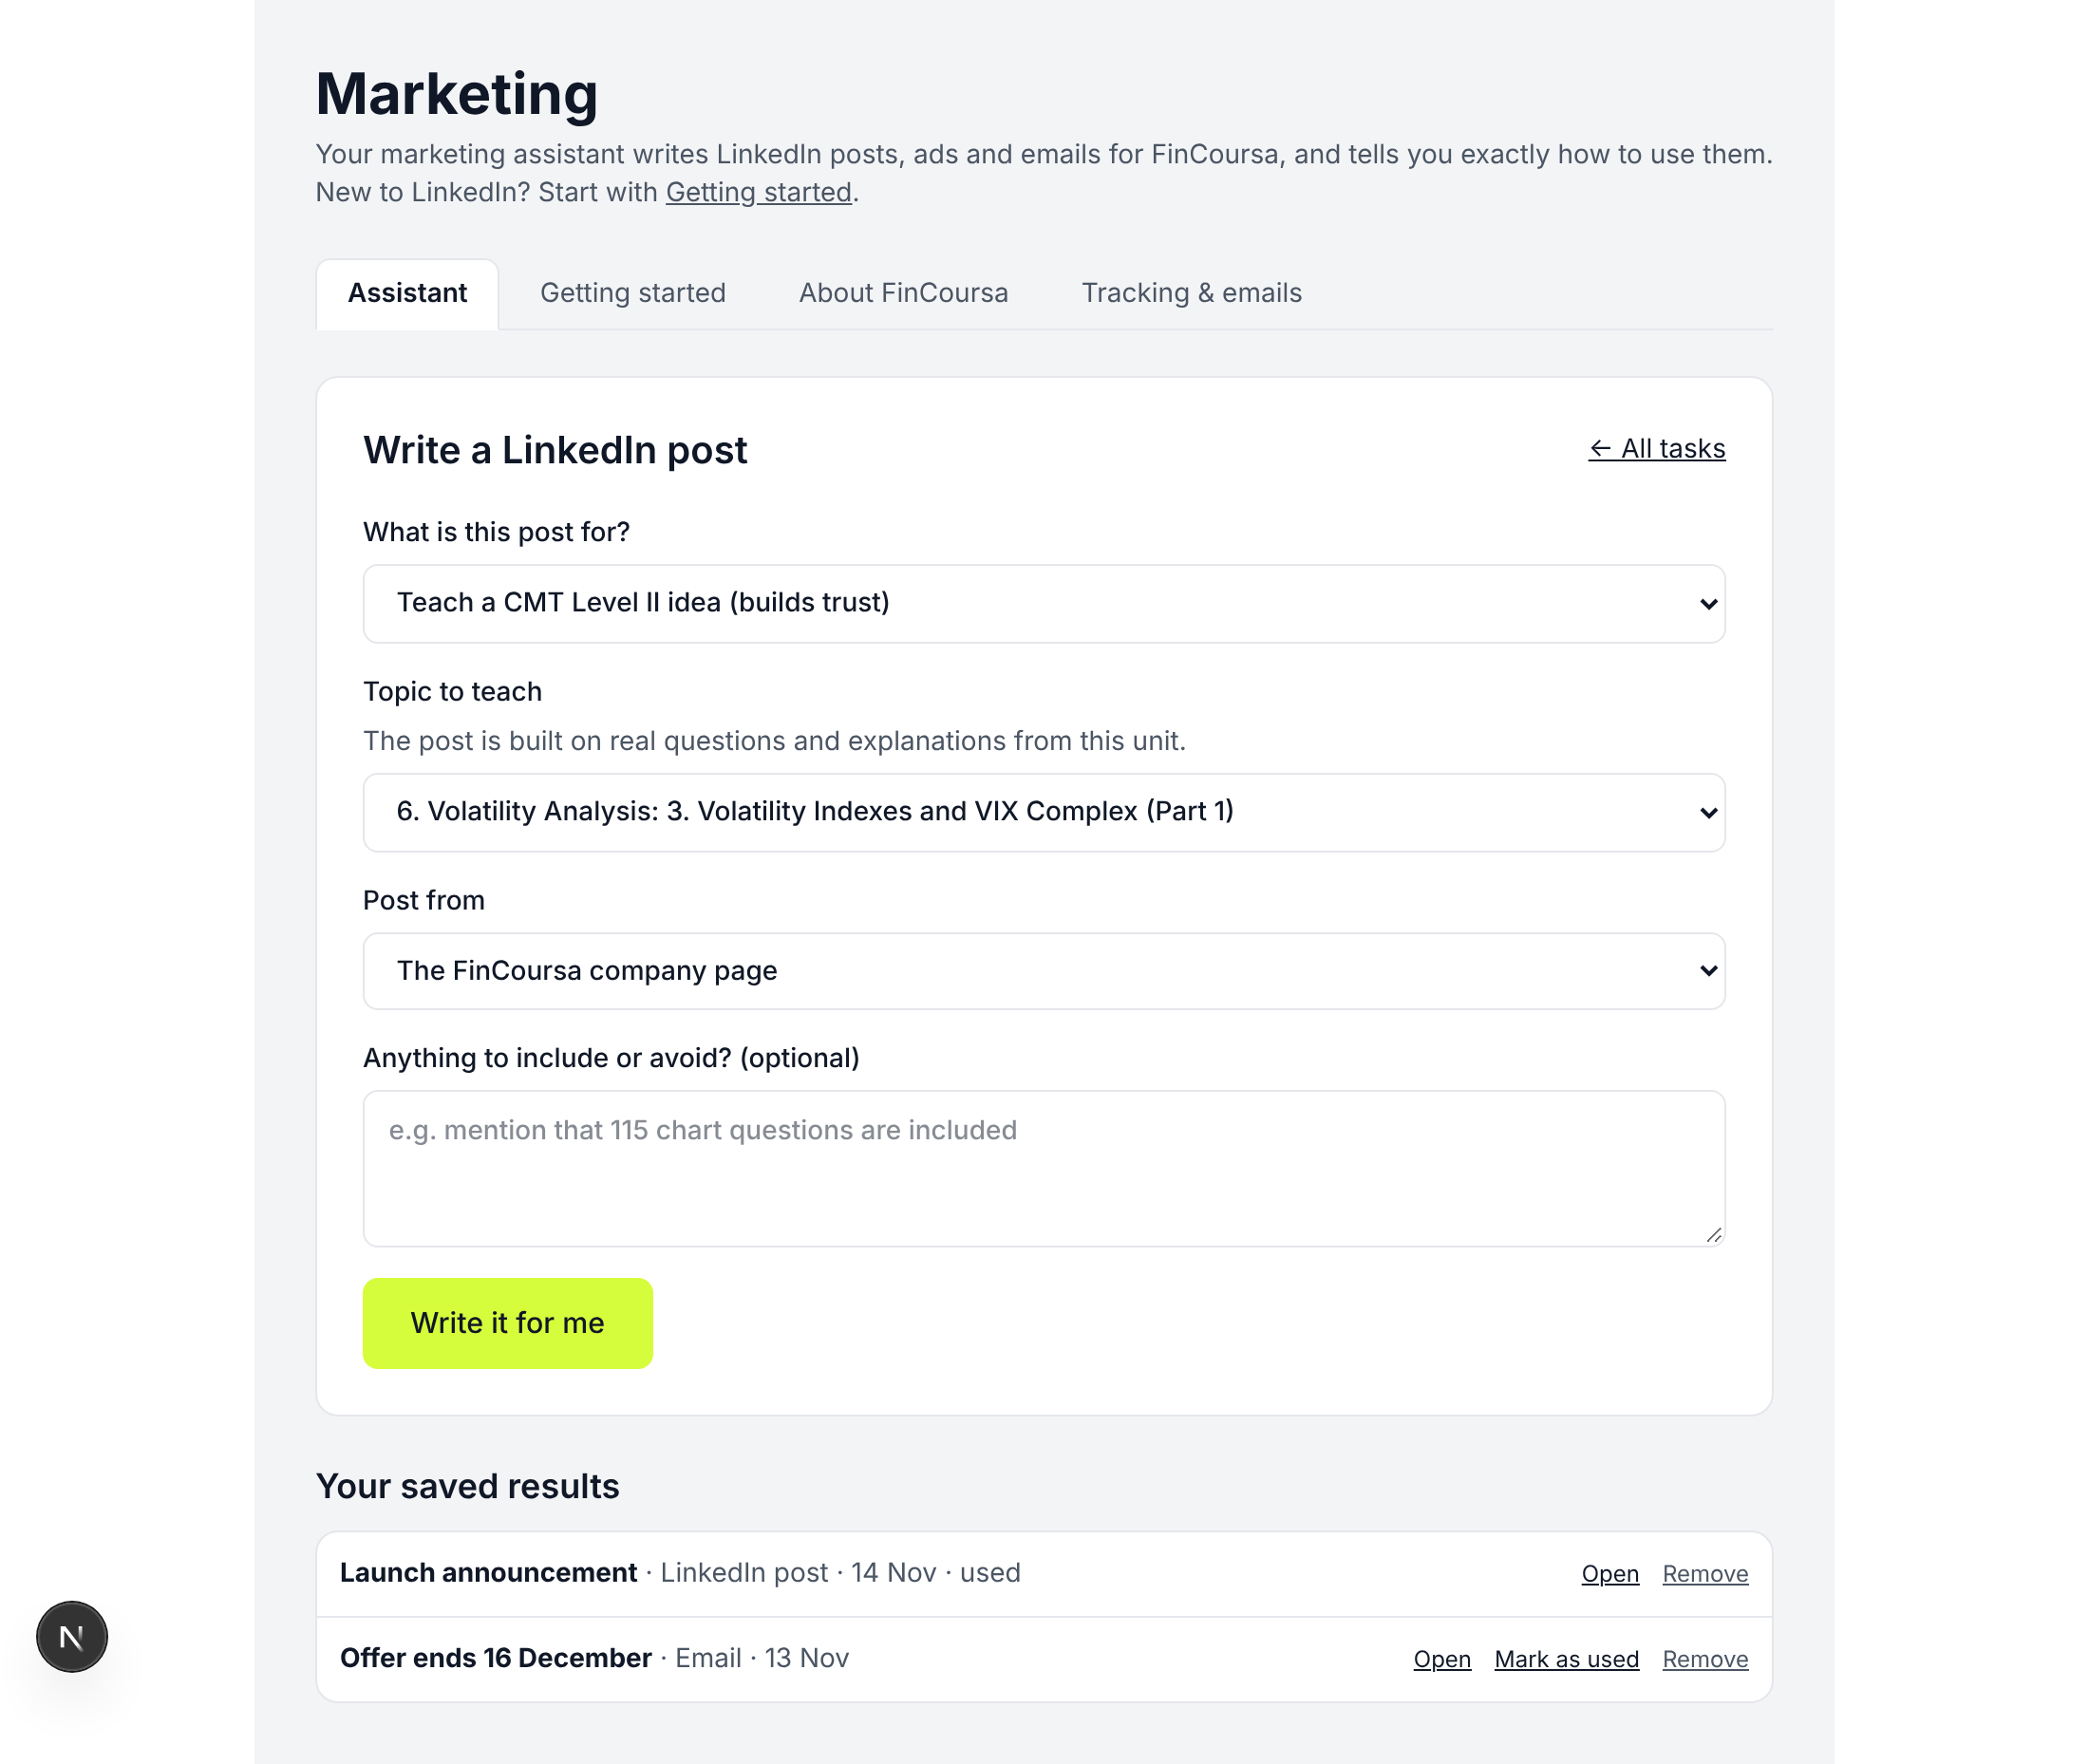 Marketing
Your marketing assistant writes LinkedIn posts, ads and emails for FinCoursa, and tells you exactly how to use them.
New to LinkedIn? Start with Getting started.
Assistant
Getting started
About FinCoursa
Tracking & emails
Write a LinkedIn post
← All tasks
What is this post for?
Teach a CMT Level II idea (builds trust)
Topic to teach
The post is built on real questions and explanations from this unit.
6. Volatility Analysis: 3. Volatility Indexes and VIX Complex (Part 1)
Post from
The FinCoursa company page
Anything to include or avoid? (optional)
e.g. mention that 115 chart questions are included
Write it for me
Your saved results
Launch announcement · LinkedIn post · 14 Nov · used
Open Remove
Offer ends 16 December · Email · 13 Nov
Open Mark as used Remove
N